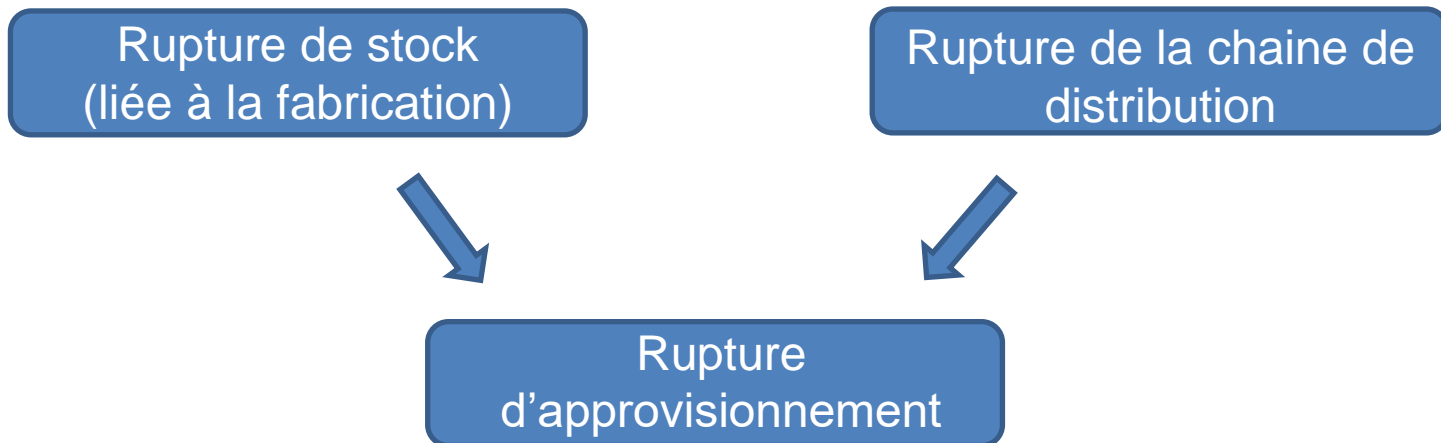 Rupture de stock
(liée à la fabrication)
Rupture de la chaine de
distribution
Rupture
d’approvisionnement